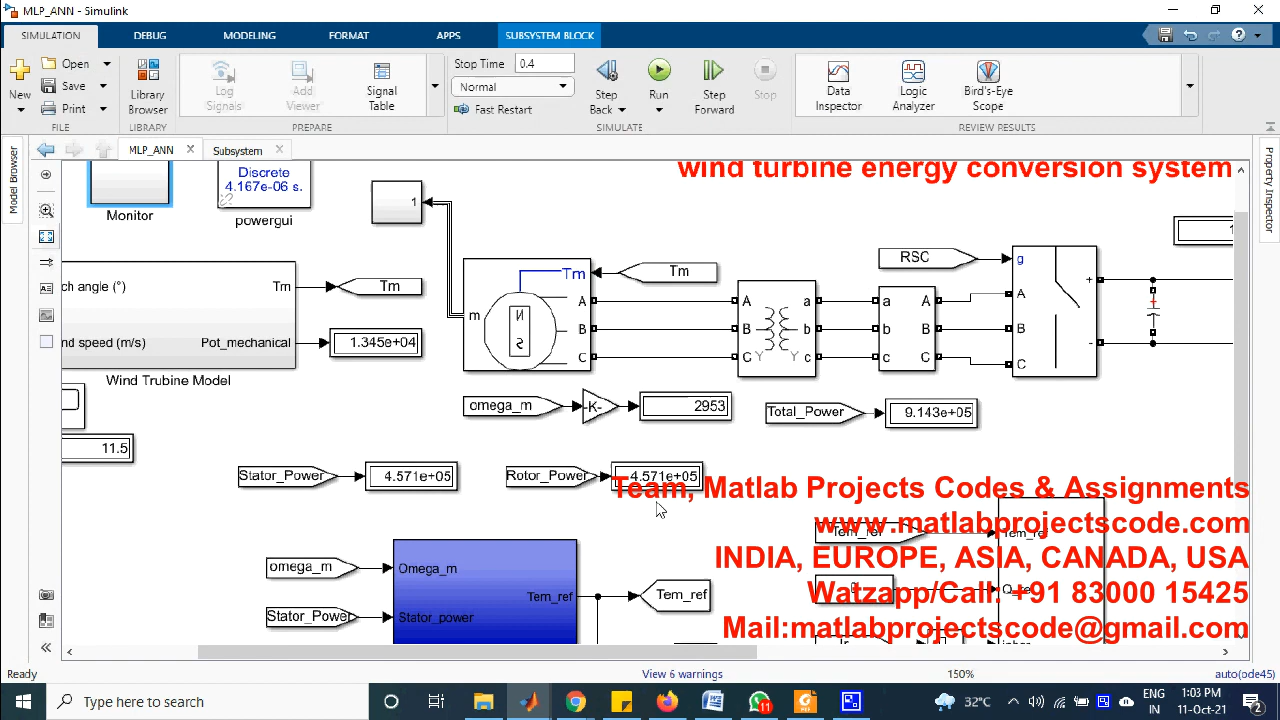 MLP_ANN - Simulink
SIMULATION DEBUG MODELING FORMAT APPS SUBSYSTEM BLOCK
New
Open
Save
Print
FILE
Library Browser
LIBRARY
Log Signals
Add Viewer
Signal Table
PREPARE
Stop Time 0.4
Normal
Fast Restart
Step Back
Run
Step Forward
Stop
SIMULATE
Data Inspector
Logic Analyzer
Bird's-Eye Scope
REVIEW RESULTS
Model Browser
MLP_ANN
Subsystem
Property Inspector
wind turbine energy conversion system
Monitor
Discrete
4.167e-06 s.
powergui
1
RSC
g
ch angle (°)
Tm
Tm
Tm
Tm
A
B
C
m
N
S
A
B
C
Y
Y
a
b
c
a
b
c
A
B
C
A
B
C
+
-
nd speed (m/s)
Pot_mechanical
1.345e+04
Wind Trubine Model
omega_m
-K-
2953
Total_Power
9.143e+05
11.5
Stator_Power
4.571e+05
Rotor_Power
4.571e+05
Team, Matlab Projects Codes & Assignments
www.matlabprojectscode.com
Tem_ref
Tem_ref
INDIA, EUROPE, ASIA, CANADA, USA
omega_m
Omega_m
Tem_ref
Tem_ref
Watzapp/Call: +91 83000 15425
Stator_Power
Stator_power
Mail:matlabprojectscode@gmail.com
Ready
View 6 warnings
150%
auto(ode45)
Type here to search
32°C
ENG
IN
1:03 PM
11-Oct-21
2